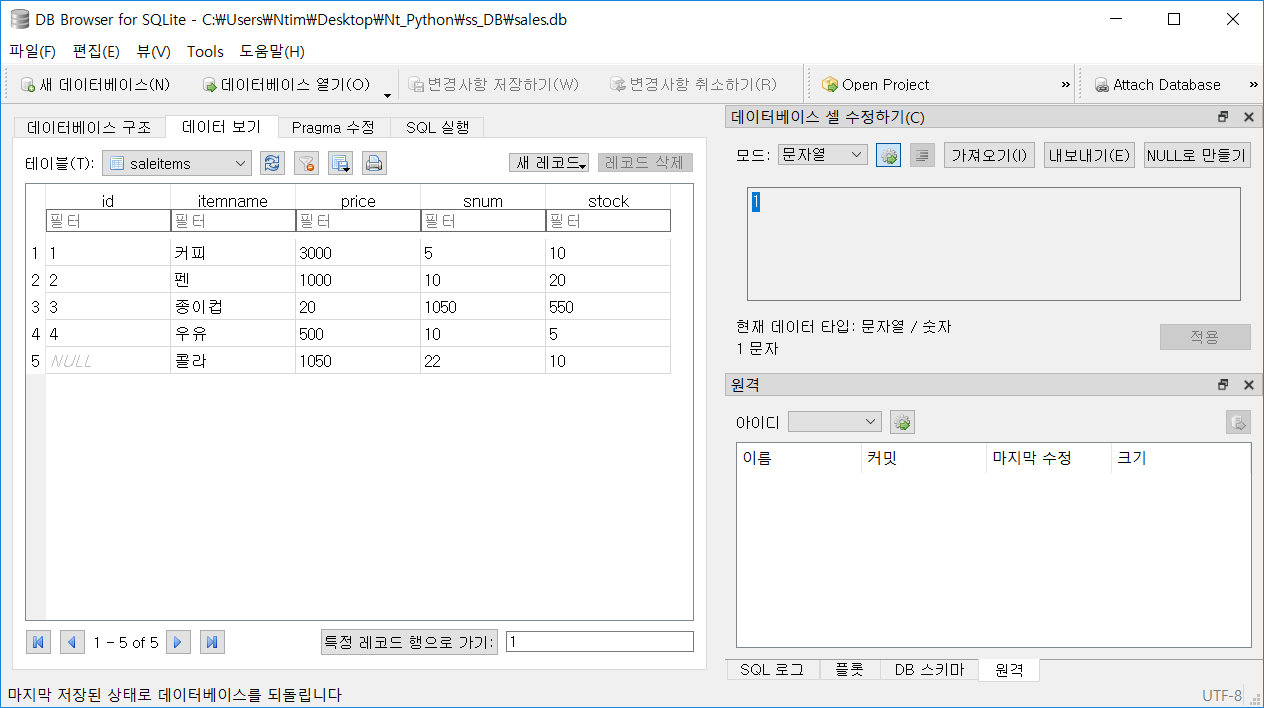 DB Browser for SQLite - C:₩Users₩Ntim₩Desktop₩Nt_Python₩ss_DB₩sales.db
파일(F) 편집(E) 뷰(V) Tools 도움말(H)
새 데이터베이스(N) 데이터베이스 열기(O) 변경사항 저장하기(W) 변경사항 취소하기(R) Open Project » Attach Database »
데이터베이스 구조 데이터 보기 Pragma 수정 SQL 실행
테이블(T): saleitems 새 레코드 레코드 삭제
id itemname price snum stock
필터 필터 필터 필터 필터
1 1 커피 3000 5 10
2 2 펜 1000 10 20
3 3 종이컵 20 1050 550
4 4 우유 500 10 5
5 NULL 콜라 1050 22 10
1 - 5 of 5 특정 레코드 행으로 가기: 1
데이터베이스 셀 수정하기(C)
모드: 문자열 가져오기(I) 내보내기(E) NULL로 만들기
1
현재 데이터 타입: 문자열 / 숫자
1 문자
적용
원격
아이디
이름 커밋 마지막 수정 크기
SQL 로그 플롯 DB 스키마 원격
마지막 저장된 상태로 데이터베이스를 되돌립니다 UTF-8